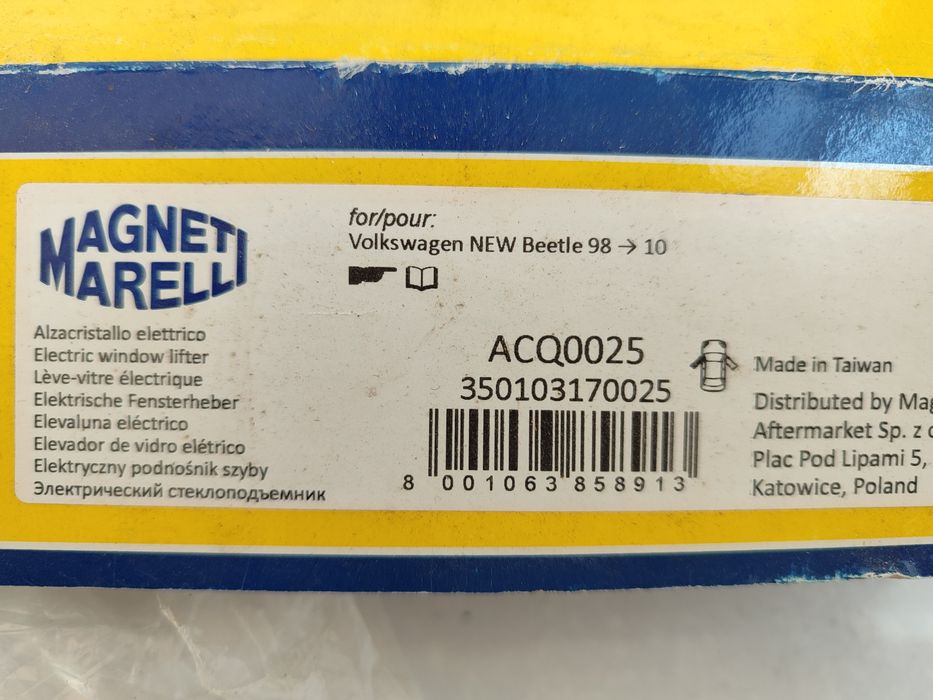 MAGNETI
MARELLI
Alzacristallo elettrico
Electric window lifter
Lève-vitre électrique
Elektrische Fensterheber
Elevaluna eléctrico
Elevador de vidro elétrico
Elektryczny podnośnik szyby
Электрический стеклоподъемник
for/pour:
Volkswagen NEW Beetle 98 → 10
ACQ0025
350103170025
8 001063 858913
Made in Taiwan
Distributed by
Aftermarket Sp. z
Plac Pod Lipami 5,
Katowice, Poland